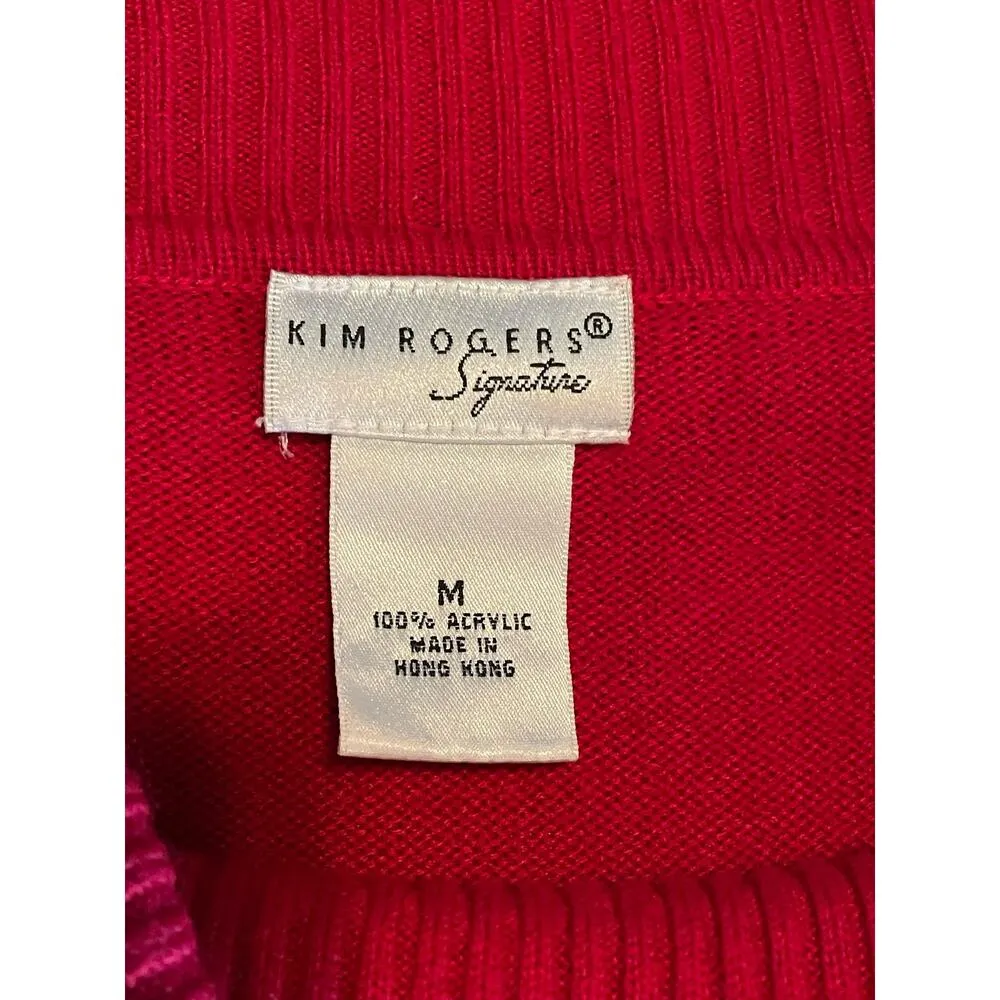 KIM ROGERS®
Signature
M
100% ACRYLIC
MADE IN
HONG KONG